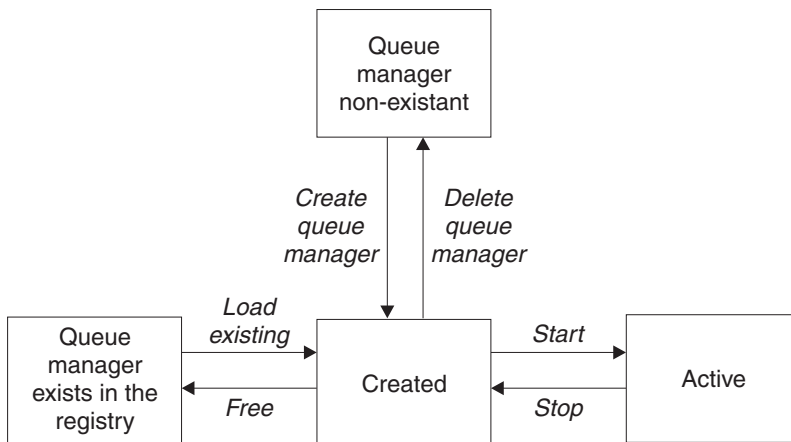 Queue
manager
non-existant
Create
queue
manager
Delete
queue
manager
Queue
manager
exists in the
registry
Load
existing
Free
Created
Start
Stop
Active